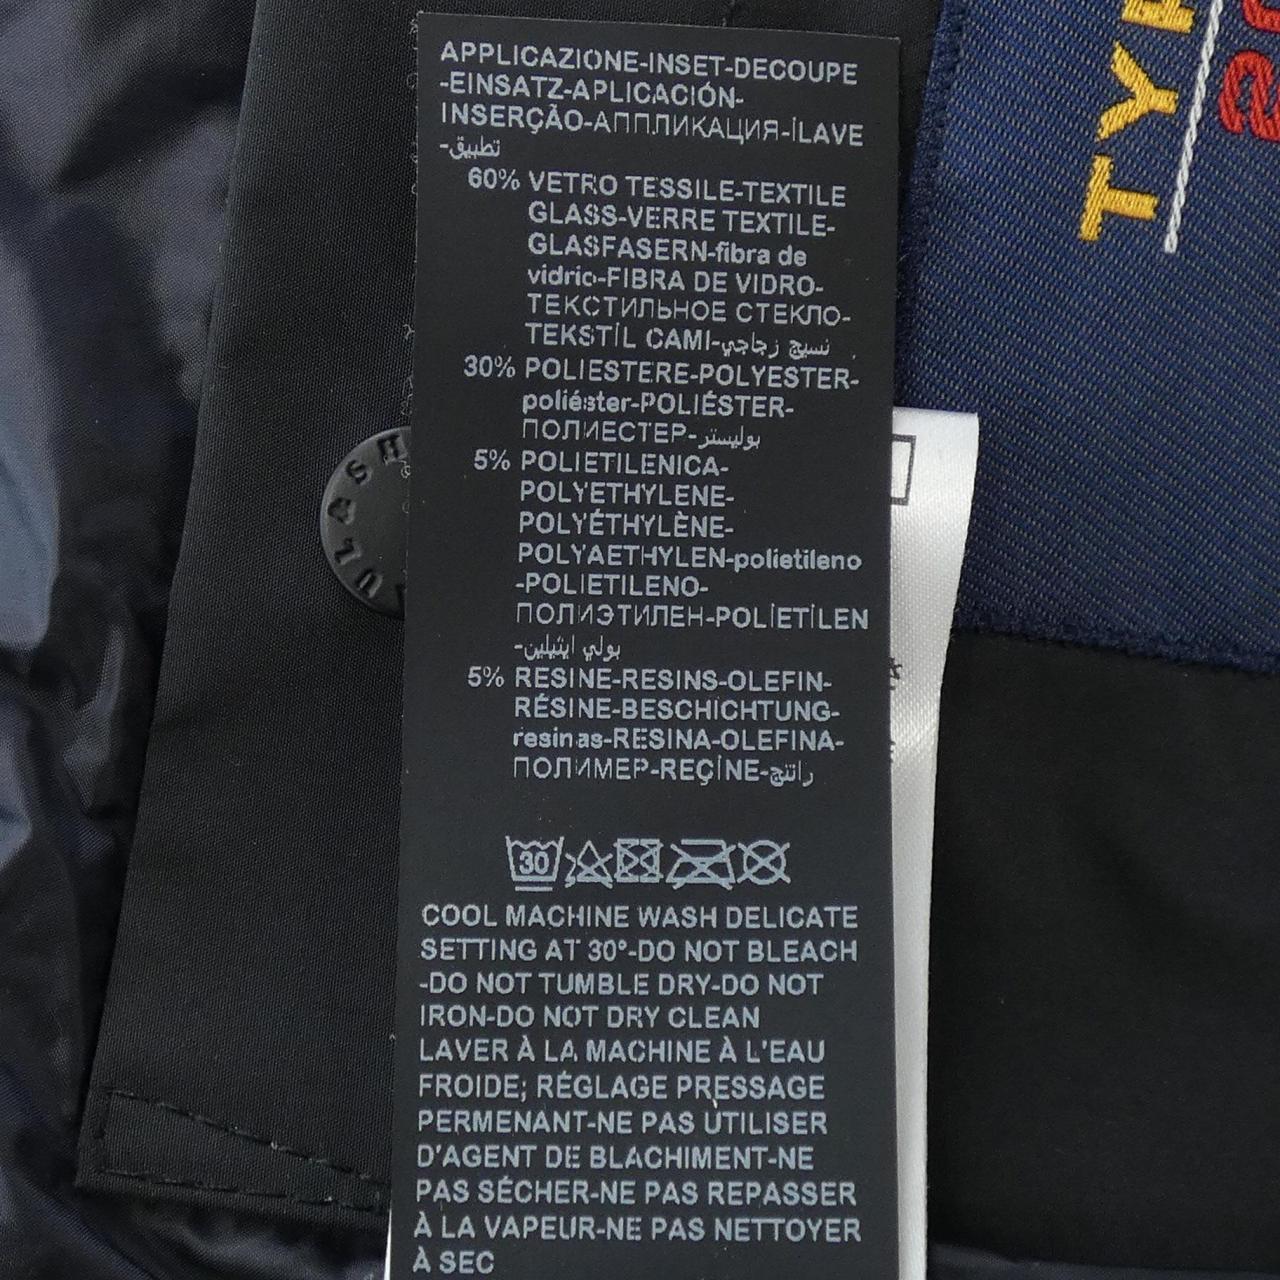 APPLICAZIONE-INSET-DECOUPE
-EINSATZ-APLICACIÓN-
INSERÇÃO-АППЛИКАЦИЯ-İLAVE
-تطبيق
60% VETRO TESSILE-TEXTILE
GLASS-VERRE TEXTILE-
GLASFASERN-fibra de
vidrio-FIBRA DE VIDRO-
ТЕКСТИЛЬНОЕ СТЕКЛО-
TEKSTİL CAMI-نسيج زجاجي
30% POLIESTERE-POLYESTER-
poliéster-POLIÉSTER-
ПОЛИЕСТЕР-بوليستر
5% POLIETILENICA-
POLYETHYLENE-
POLYÉTHYLÈNE-
POLYAETHYLEN-polietileno
-POLIETILENO-
ПОЛИЭТИЛЕН-POLİETİLEN
-بولي ايثيلين
5% RESINE-RESINS-OLEFIN-
RÉSINE-BESCHICHTUNG-
resinas-RESINA-OLEFINA-
ПОЛИМЕР-REÇİNE-راتنج
30
COOL MACHINE WASH DELICATE
SETTING AT 30°-DO NOT BLEACH
-DO NOT TUMBLE DRY-DO NOT
IRON-DO NOT DRY CLEAN
LAVER À LA MACHINE À L'EAU
FROIDE; RÉGLAGE PRESSAGE
PERMENANT-NE PAS UTILISER
D'AGENT DE BLACHIMENT-NE
PAS SÉCHER-NE PAS REPASSER
À LA VAPEUR-NE PAS NETTOYER
À SEC